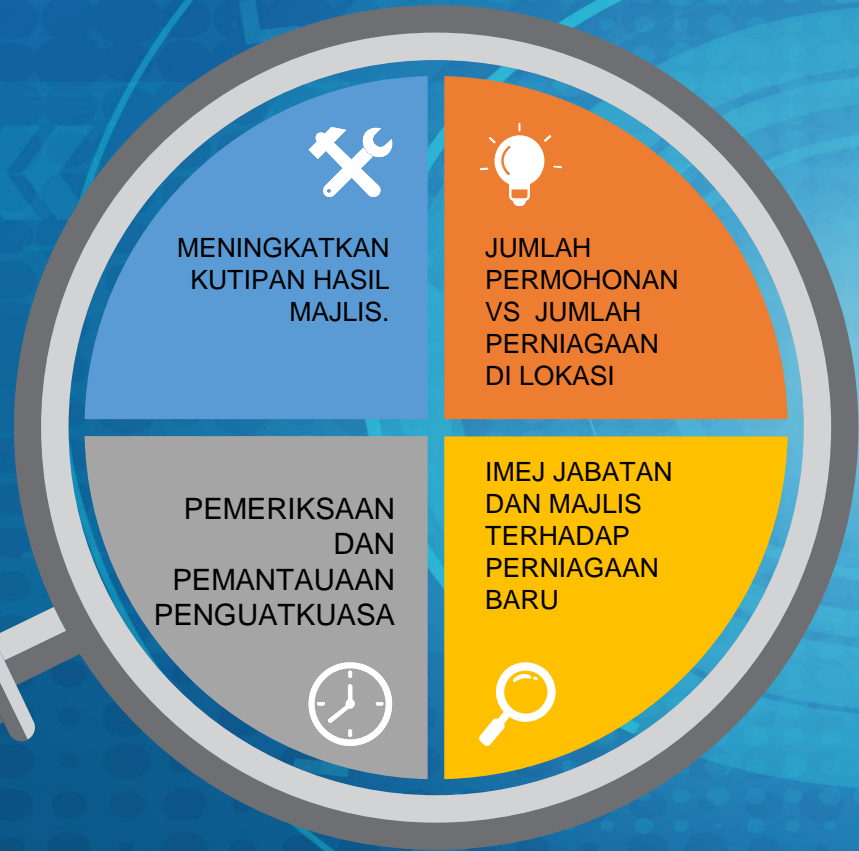 MENINGKATKAN
KUTIPAN HASIL
MAJLIS.
JUMLAH
PERMOHONAN
VS JUMLAH
PERNIAGAAN
DI LOKASI
PEMERIKSAAN
DAN
PEMANTAUAAN
PENGUATKUASA
IMEJ JABATAN
DAN MAJLIS
TERHADAP
PERNIAGAAN
BARU